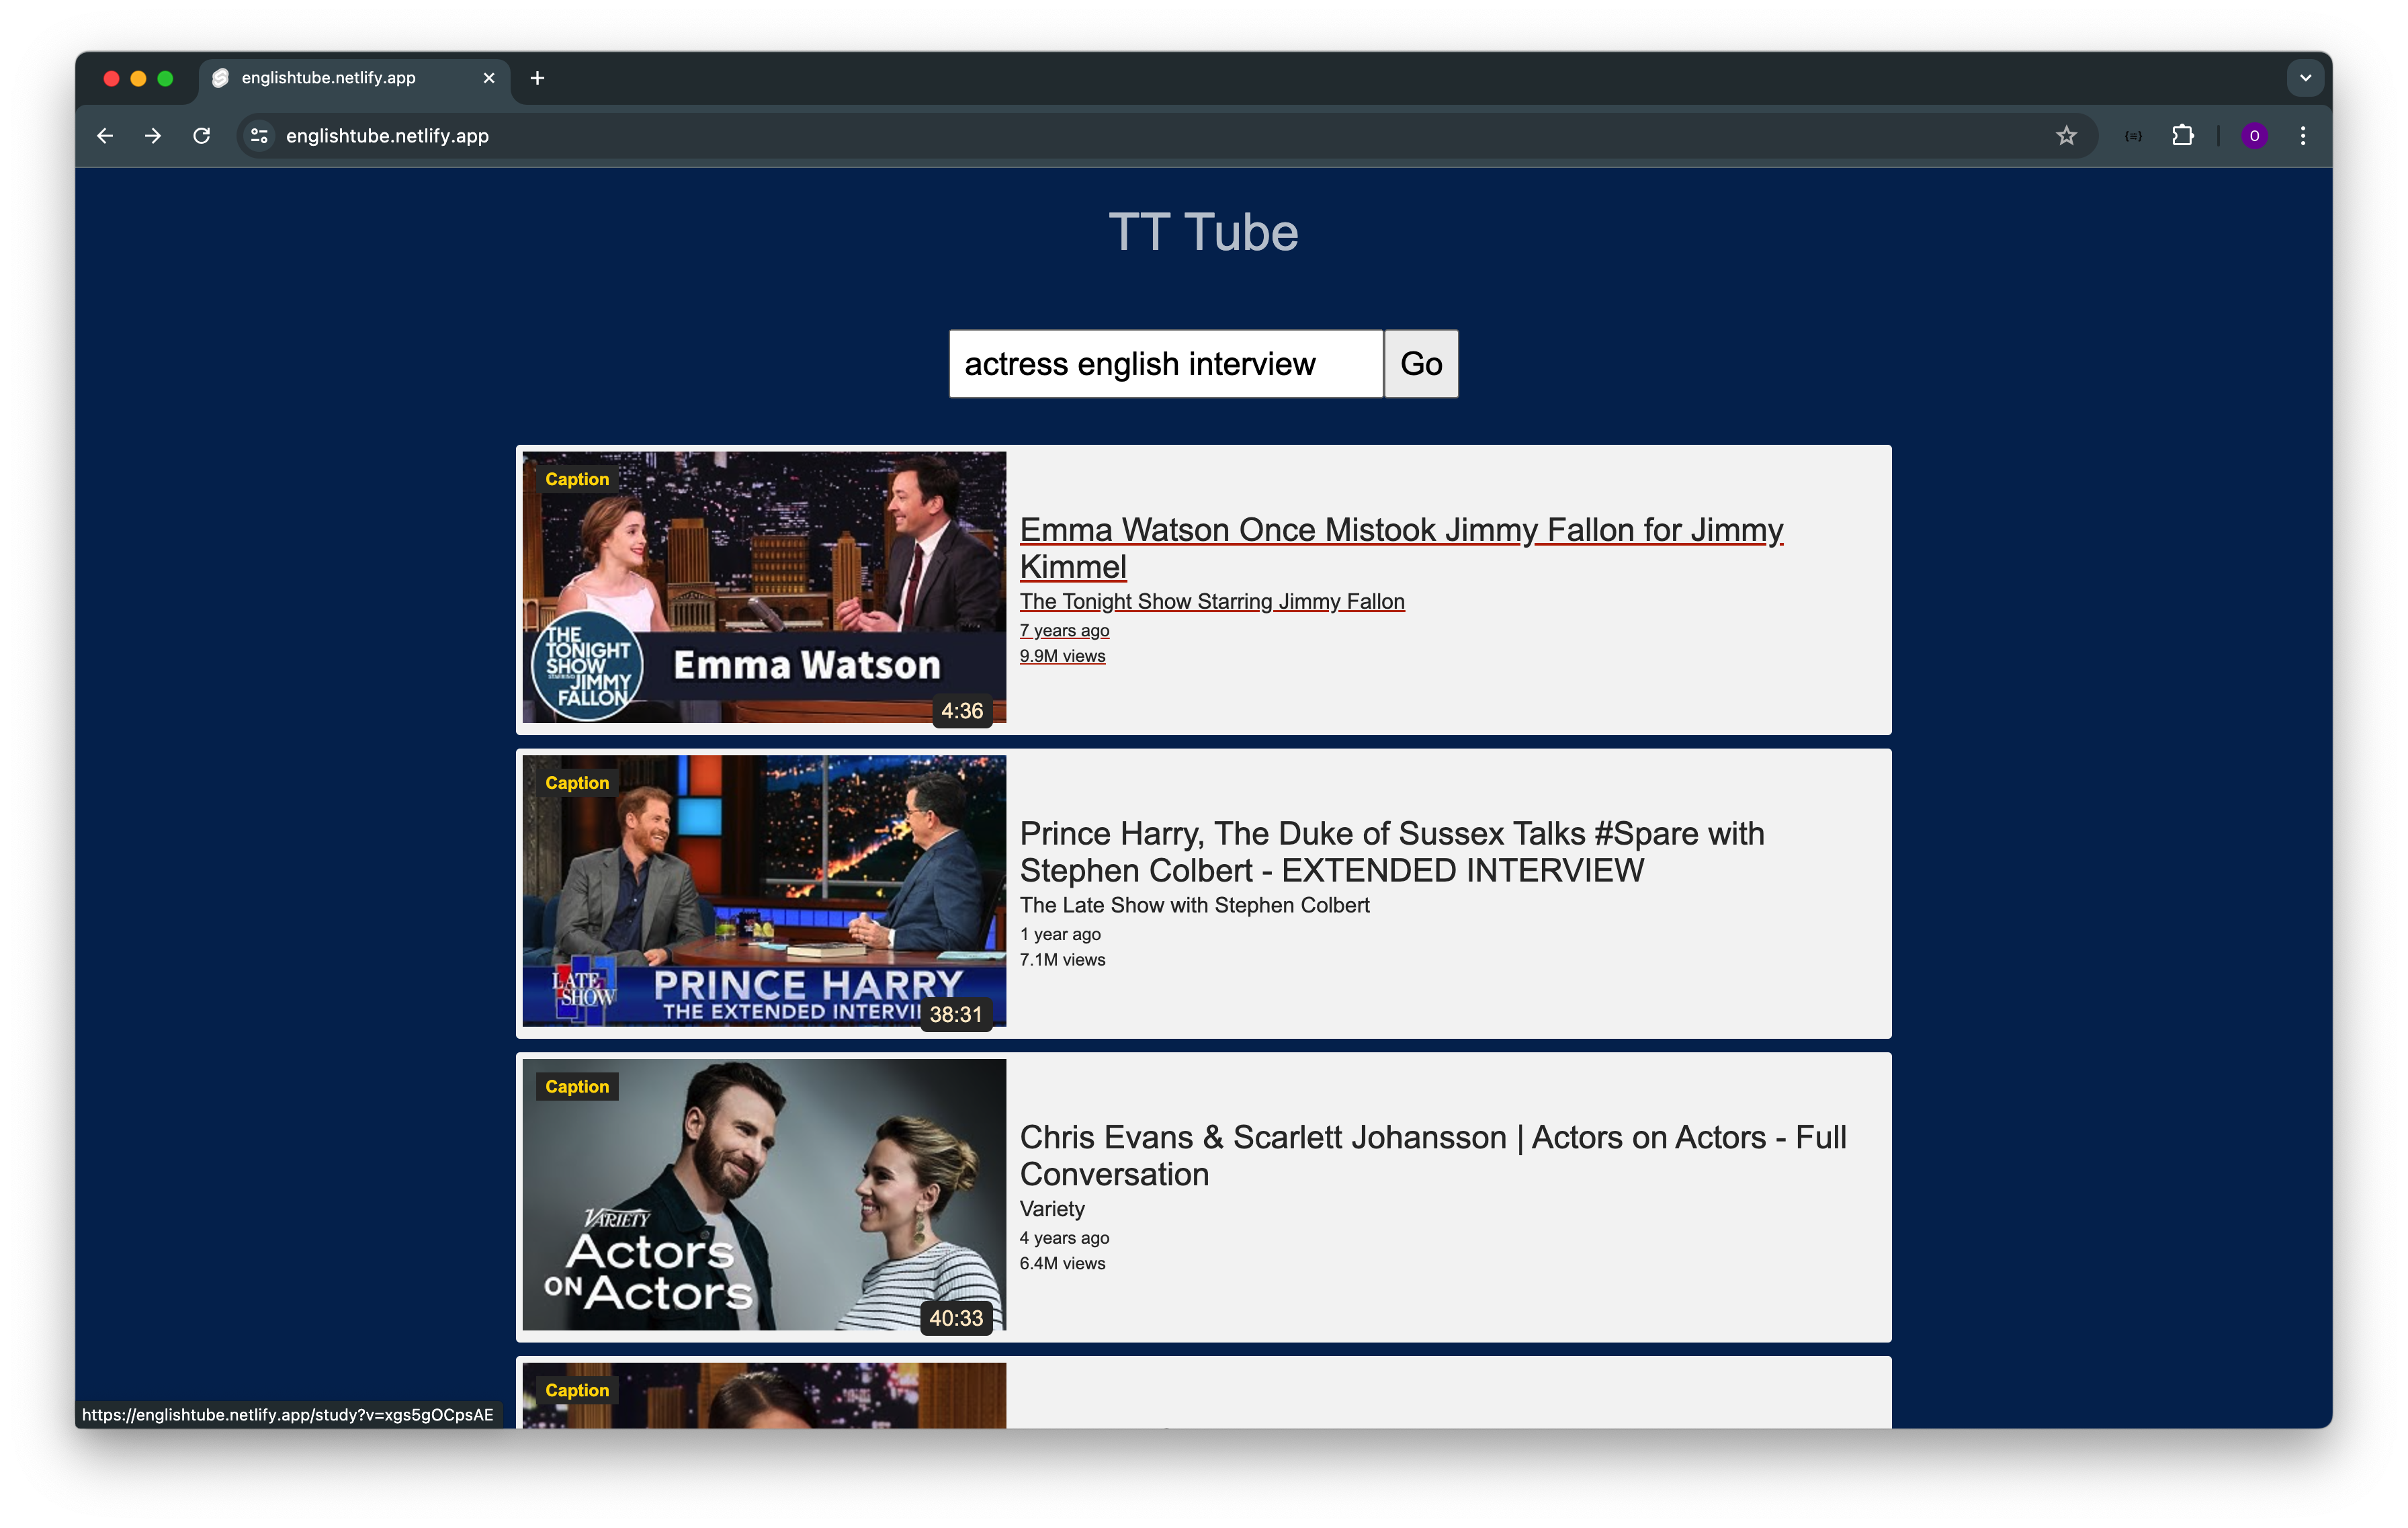 englishtube.netlify.app
englishtube.netlify.app
O
TT Tube
actress english interview
Go
Caption
THE
TONIGHT
SHOW
STARRING
JIMMY
FALLON
Emma Watson
4:36
Emma Watson Once Mistook Jimmy Fallon for Jimmy
Kimmel
The Tonight Show Starring Jimmy Fallon
7 years ago
9.9M views
Caption
LATE
SHOW
PRINCE HARRY
THE EXTENDED INTERVI
38:31
Prince Harry, The Duke of Sussex Talks #Spare with
Stephen Colbert - EXTENDED INTERVIEW
The Late Show with Stephen Colbert
1 year ago
7.1M views
Caption
VARIETY
Actors
ON Actors
40:33
Chris Evans & Scarlett Johansson | Actors on Actors - Full
Conversation
Variety
4 years ago
6.4M views
Caption
https://englishtube.netlify.app/study?v=xgs5gOCpsAE